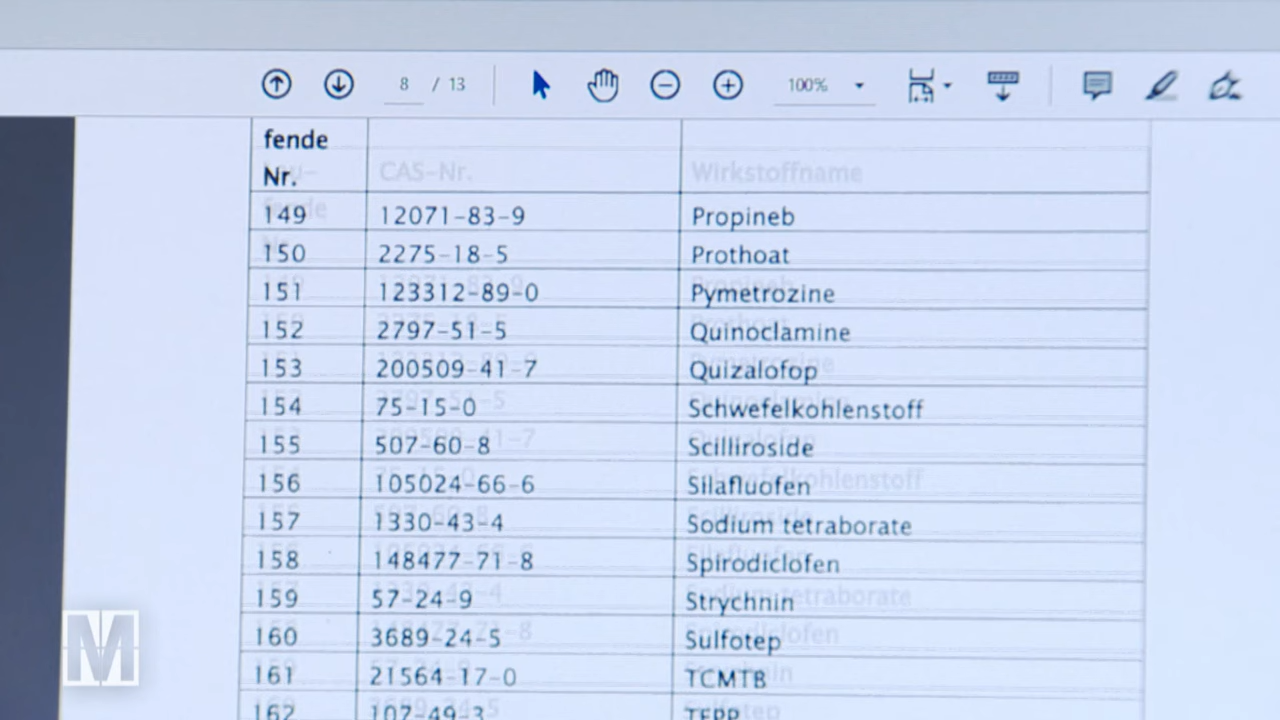 8 / 13 100%
fende
Nr. CAS-Nr. Wirkstoffname
149 12071-83-9 Propineb
150 2275-18-5 Prothoat
151 123312-89-0 Pymetrozine
152 2797-51-5 Quinoclamine
153 200509-41-7 Quizalofop
154 75-15-0 Schwefelkohlenstoff
155 507-60-8 Scilliroside
156 105024-66-6 Silafluofen
157 1330-43-4 Sodium tetraborate
158 148477-71-8 Spirodiclofen
159 57-24-9 Strychnin
160 3689-24-5 Sulfotep
161 21564-17-0 TCMTB
162 107-49-3 TEPP
M